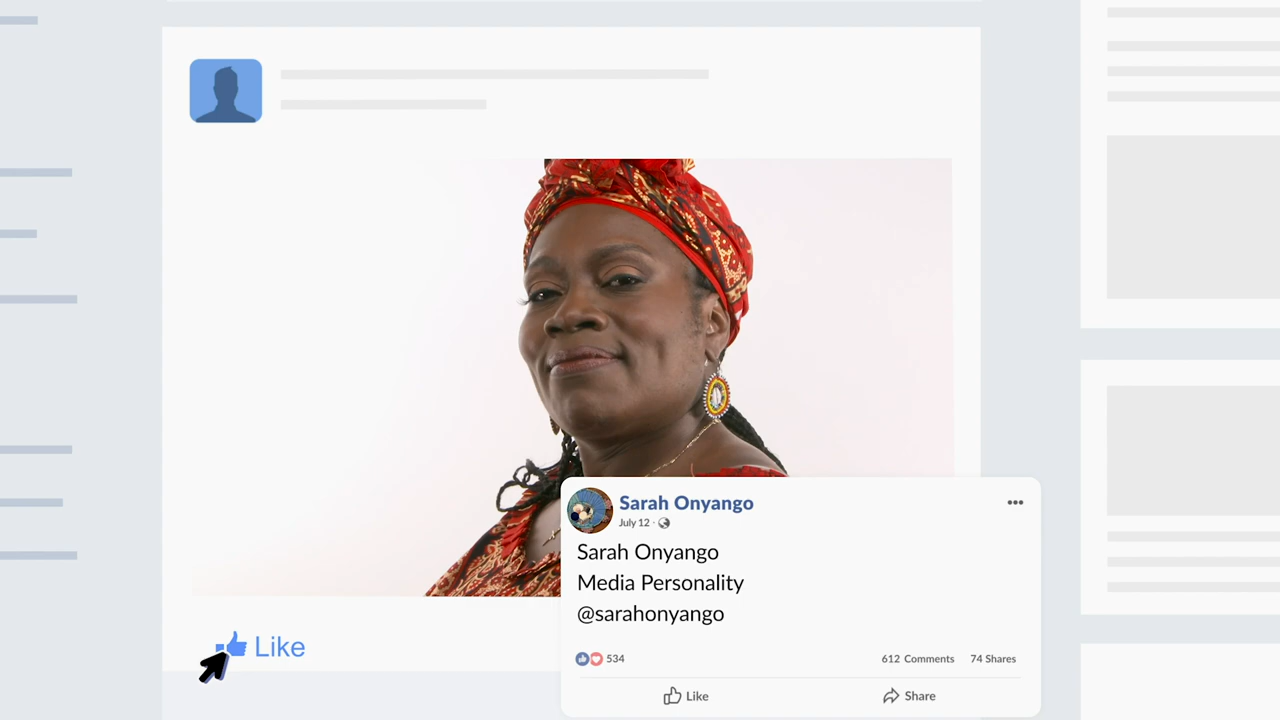 Sarah Onyango
July 12 ·
Sarah Onyango
Media Personality
@sarahonyango
Like
534
612 Comments 74 Shares
Like Share